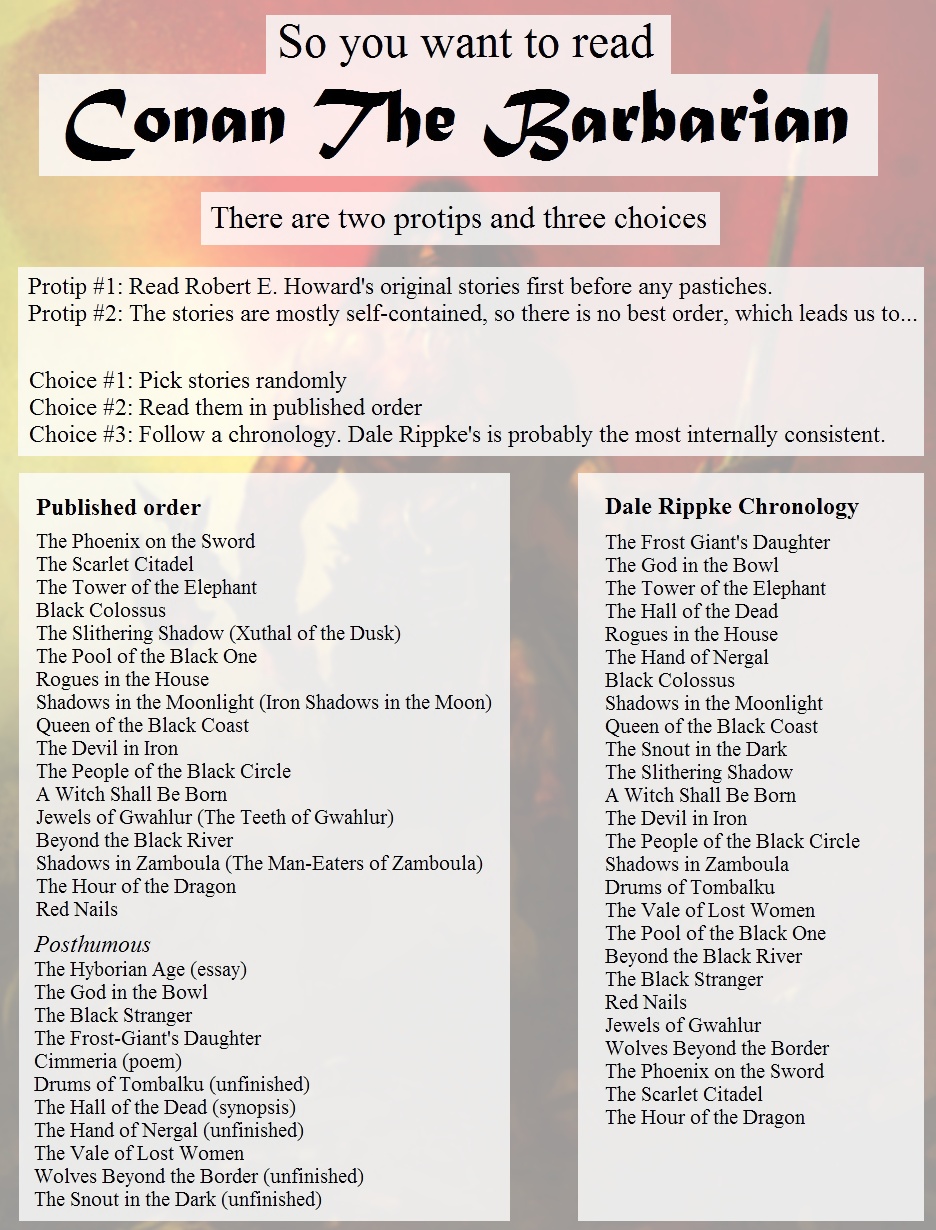 So you want to read
Conan The Barbarian
There are two protips and three choices
Protip #1: Read Robert E. Howard's original stories first before any pastiches.
Protip #2: The stories are mostly self-contained, so there is no best order, which leads us to...
Choice #1: Pick stories randomly
Choice #2: Read them in published order
Choice #3: Follow a chronology. Dale Rippke's is probably the most internally consistent.
Published order
The Phoenix on the Sword
The Scarlet Citadel
The Tower of the Elephant
Black Colossus
The Slithering Shadow (Xuthal of the Dusk)
The Pool of the Black One
Rogues in the House
Shadows in the Moonlight (Iron Shadows in the Moon)
Queen of the Black Coast
The Devil in Iron
The People of the Black Circle
A Witch Shall Be Born
Jewels of Gwahlur (The Teeth of Gwahlur)
Beyond the Black River
Shadows in Zamboula (The Man-Eaters of Zamboula)
The Hour of the Dragon
Red Nails
Posthumous
The Hyborian Age (essay)
The God in the Bowl
The Black Stranger
The Frost-Giant's Daughter
Cimmeria (poem)
Drums of Tombalku (unfinished)
The Hall of the Dead (synopsis)
The Hand of Nergal (unfinished)
The Vale of Lost Women
Wolves Beyond the Border (unfinished)
The Snout in the Dark (unfinished)
Dale Rippke Chronology
The Frost Giant's Daughter
The God in the Bowl
The Tower of the Elephant
The Hall of the Dead
Rogues in the House
The Hand of Nergal
Black Colossus
Shadows in the Moonlight
Queen of the Black Coast
The Snout in the Dark
The Slithering Shadow
A Witch Shall Be Born
The Devil in Iron
The People of the Black Circle
Shadows in Zamboula
Drums of Tombalku
The Vale of Lost Women
The Pool of the Black One
Beyond the Black River
The Black Stranger
Red Nails
Jewels of Gwahlur
Wolves Beyond the Border
The Phoenix on the Sword
The Scarlet Citadel
The Hour of the Dragon